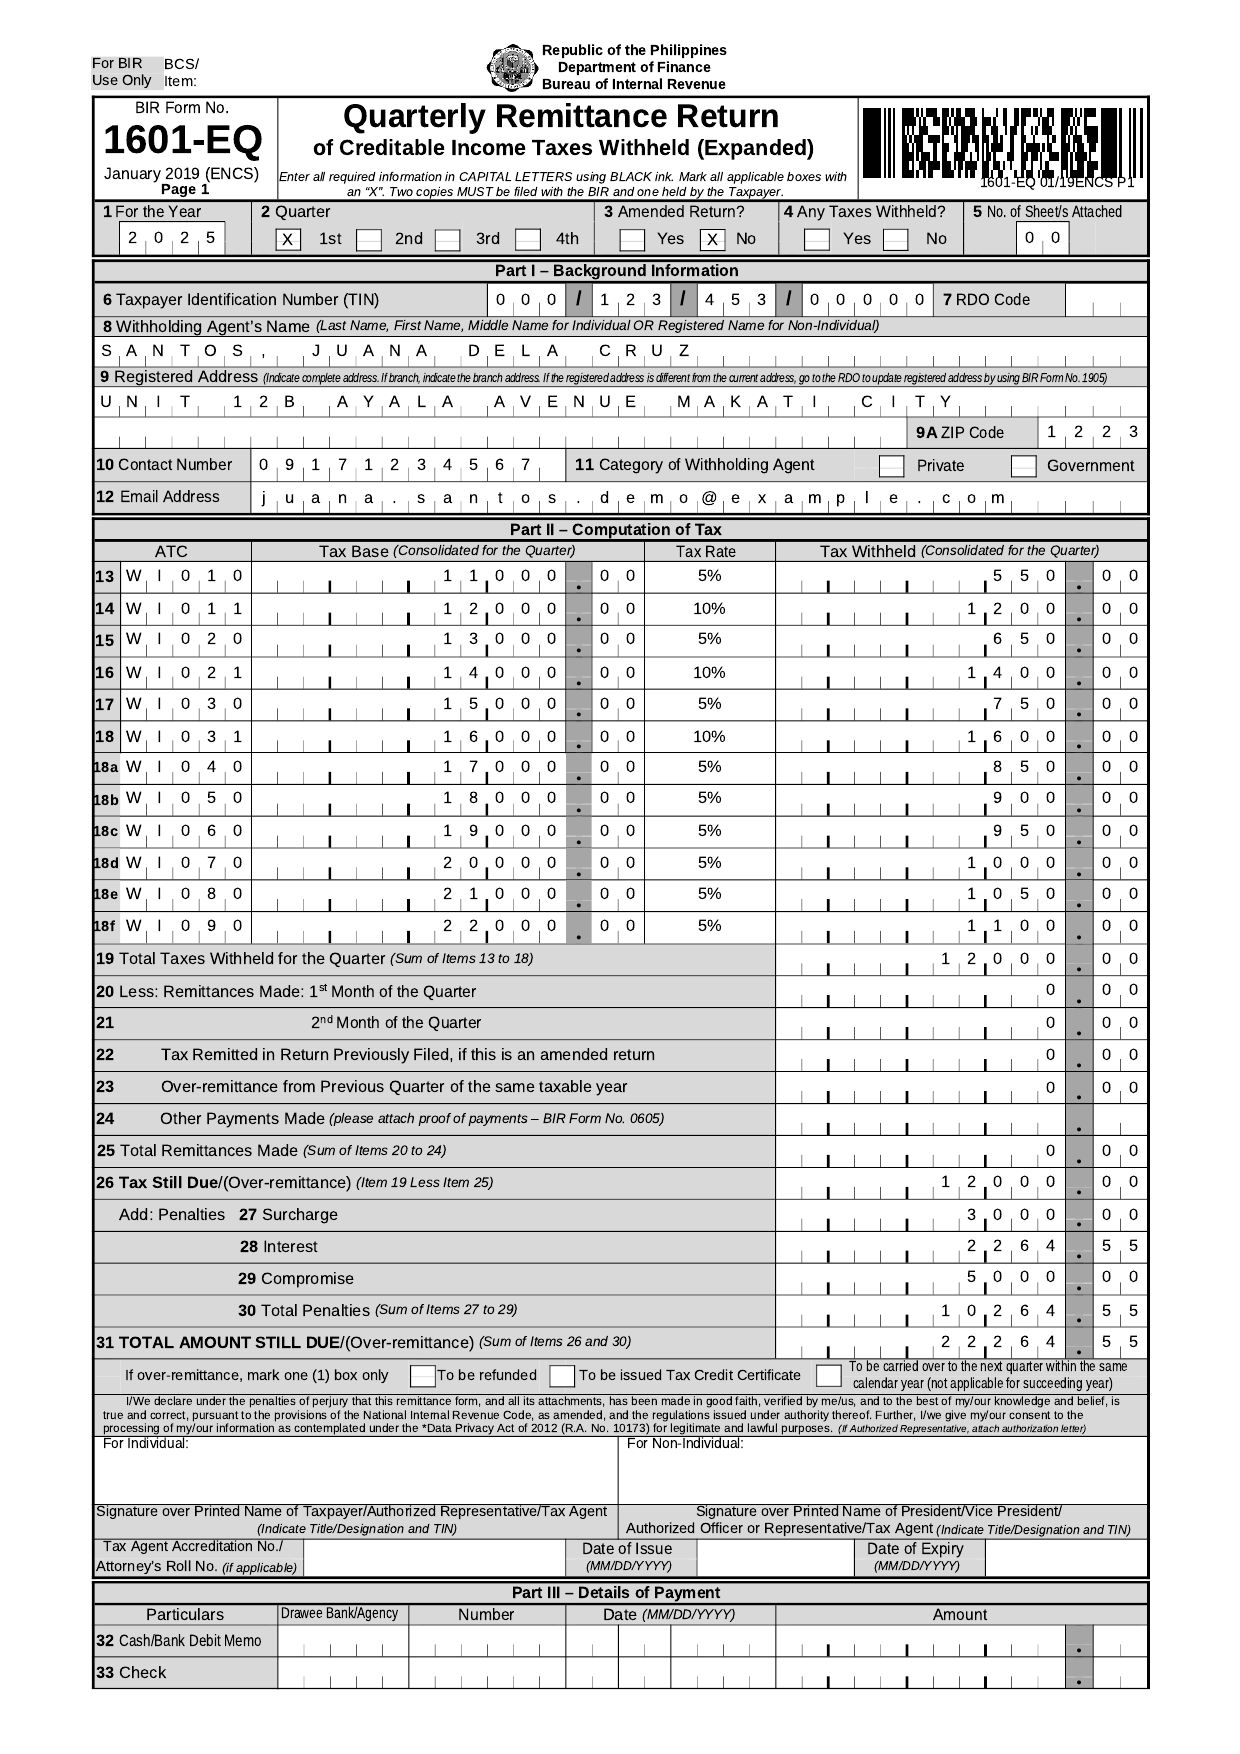 For BIR BCS/
Use Only Item:
Republic of the Philippines
Department of Finance
Bureau of Internal Revenue
BIR Form No.
1601-EQ
January 2019 (ENCS)
Page 1
Quarterly Remittance Return
of Creditable Income Taxes Withheld (Expanded)
Enter all required information in CAPITAL LETTERS using BLACK ink. Mark all applicable boxes with
an “X”. Two copies MUST be filed with the BIR and one held by the Taxpayer.
1601-EQ 01/19ENCS P1
1 For the Year 2 Quarter 3 Amended Return? 4 Any Taxes Withheld? 5 No. of Sheet/s Attached
2 0 2 5 X 1st 2nd 3rd 4th Yes X No Yes No 0 0
Part I – Background Information
6 Taxpayer Identification Number (TIN) 0 0 0 / 1 2 3 / 4 5 3 / 0 0 0 0 0 7 RDO Code
8 Withholding Agent’s Name (Last Name, First Name, Middle Name for Individual OR Registered Name for Non-Individual)
S A N T O S , J U A N A D E L A C R U Z
9 Registered Address (Indicate complete address. If branch, indicate the branch address. If the registered address is different from the current address, go to the RDO to update registered address by using BIR Form No. 1905)
U N I T 1 2 B A Y A L A A V E N U E M A K A T I C I T Y
9A ZIP Code 1 2 2 3
10 Contact Number 0 9 1 7 1 2 3 4 5 6 7 11 Category of Withholding Agent Private Government
12 Email Address j u a n a . s a n t o s . d e m o @ e x a m p l e . c o m
Part II – Computation of Tax
ATC Tax Base (Consolidated for the Quarter) Tax Rate Tax Withheld (Consolidated for the Quarter)
13 W I 0 1 0 1 1 0 0 0 . 0 0 5% 5 5 0 . 0 0
14 W I 0 1 1 1 2 0 0 0 . 0 0 10% 1 2 0 0 . 0 0
15 W I 0 2 0 1 3 0 0 0 . 0 0 5% 6 5 0 . 0 0
16 W I 0 2 1 1 4 0 0 0 . 0 0 10% 1 4 0 0 . 0 0
17 W I 0 3 0 1 5 0 0 0 . 0 0 5% 7 5 0 . 0 0
18 W I 0 3 1 1 6 0 0 0 . 0 0 10% 1 6 0 0 . 0 0
18a W I 0 4 0 1 7 0 0 0 . 0 0 5% 8 5 0 . 0 0
18b W I 0 5 0 1 8 0 0 0 . 0 0 5% 9 0 0 . 0 0
18c W I 0 6 0 1 9 0 0 0 . 0 0 5% 9 5 0 . 0 0
18d W I 0 7 0 2 0 0 0 0 . 0 0 5% 1 0 0 0 . 0 0
18e W I 0 8 0 2 1 0 0 0 . 0 0 5% 1 0 5 0 . 0 0
18f W I 0 9 0 2 2 0 0 0 . 0 0 5% 1 1 0 0 . 0 0
19 Total Taxes Withheld for the Quarter (Sum of Items 13 to 18) 1 2 0 0 0 . 0 0
20 Less: Remittances Made: 1st Month of the Quarter 0 . 0 0
21 2nd Month of the Quarter 0 . 0 0
22 Tax Remitted in Return Previously Filed, if this is an amended return 0 . 0 0
23 Over-remittance from Previous Quarter of the same taxable year 0 . 0 0
24 Other Payments Made (please attach proof of payments – BIR Form No. 0605) .
25 Total Remittances Made (Sum of Items 20 to 24) 0 . 0 0
26 Tax Still Due/(Over-remittance) (Item 19 Less Item 25) 1 2 0 0 0 . 0 0
Add: Penalties 27 Surcharge 3 0 0 0 . 0 0
28 Interest 2 2 6 4 . 5 5
29 Compromise 5 0 0 0 . 0 0
30 Total Penalties (Sum of Items 27 to 29) 1 0 2 6 4 . 5 5
31 TOTAL AMOUNT STILL DUE/(Over-remittance) (Sum of Items 26 and 30) 2 2 2 6 4 . 5 5
If over-remittance, mark one (1) box only To be refunded To be issued Tax Credit Certificate To be carried over to the next quarter within the same
calendar year (not applicable for succeeding year)
I/We declare under the penalties of perjury that this remittance form, and all its attachments, has been made in good faith, verified by me/us, and to the best of my/our knowledge and belief, is
true and correct, pursuant to the provisions of the National Internal Revenue Code, as amended, and the regulations issued under authority thereof. Further, I/we give my/our consent to the
processing of my/our information as contemplated under the *Data Privacy Act of 2012 (R.A. No. 10173) for legitimate and lawful purposes. (If Authorized Representative, attach authorization letter)
For Individual: For Non-Individual:
Signature over Printed Name of Taxpayer/Authorized Representative/Tax Agent Signature over Printed Name of President/Vice President/
(Indicate Title/Designation and TIN) Authorized Officer or Representative/Tax Agent (Indicate Title/Designation and TIN)
Tax Agent Accreditation No./ Date of Issue Date of Expiry
Attorney's Roll No. (if applicable) (MM/DD/YYYY) (MM/DD/YYYY)
Part III – Details of Payment
Particulars Drawee Bank/Agency Number Date (MM/DD/YYYY) Amount
32 Cash/Bank Debit Memo .
33 Check .